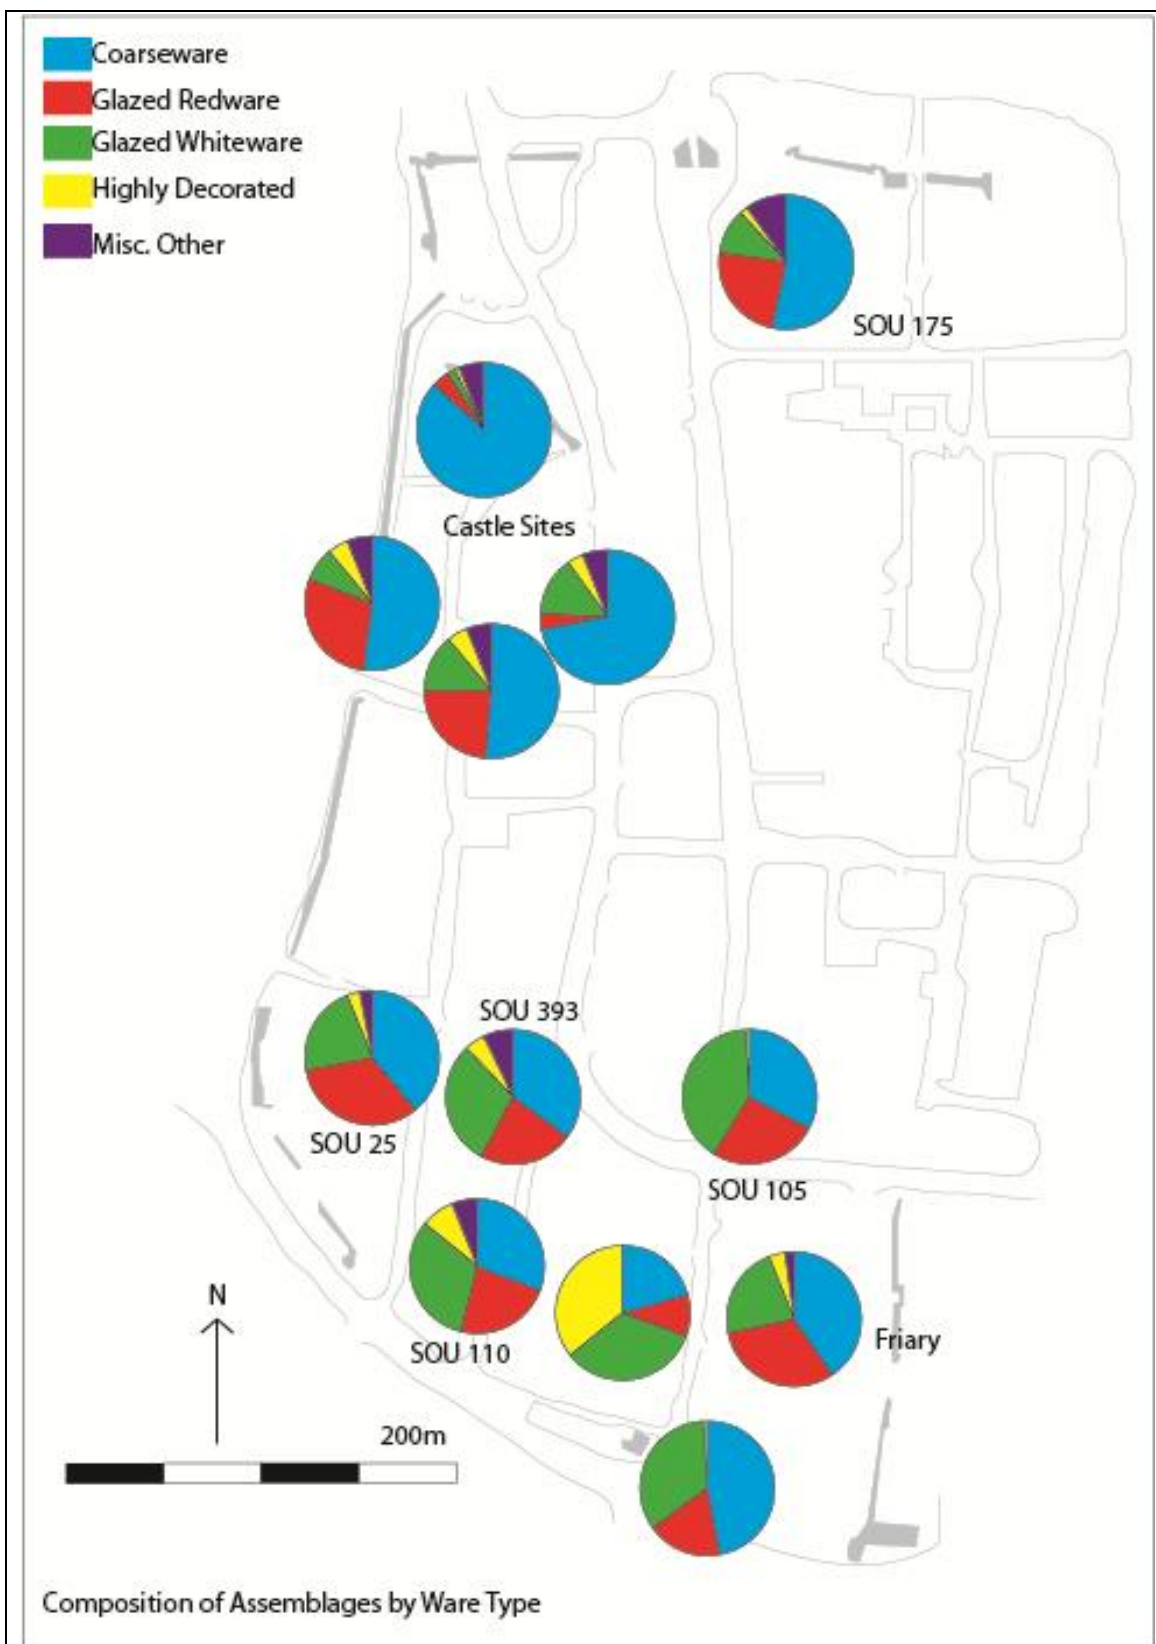 Coarseware
Glazed Redware
Glazed Whiteware
Highly Decorated
Misc. Other
SOU 175
Castle Sites
SOU 393
SOU 25
SOU 105
N
SOU 110
Friary
200m
Composition of Assemblages by Ware Type